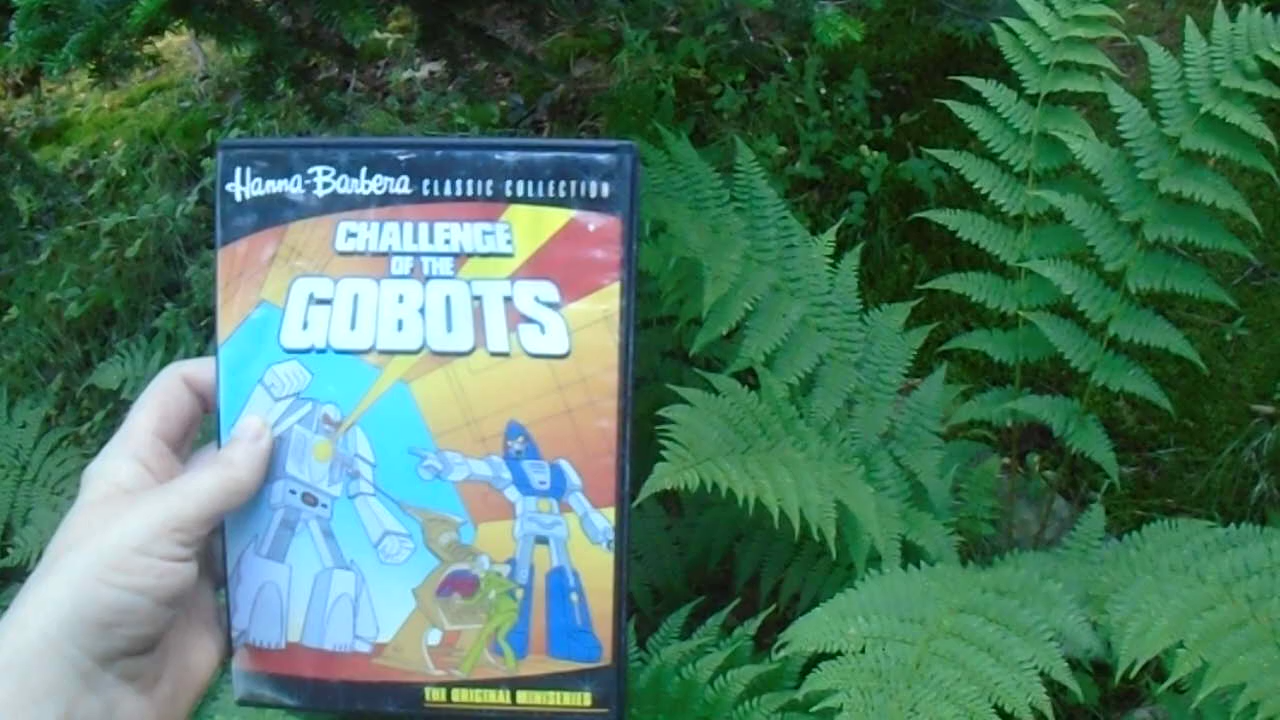 Hanna-Barbera CLASSIC COLLECTION
CHALLENGE
OF THE
GOBOTS
THE ORIGINAL MINISERIES